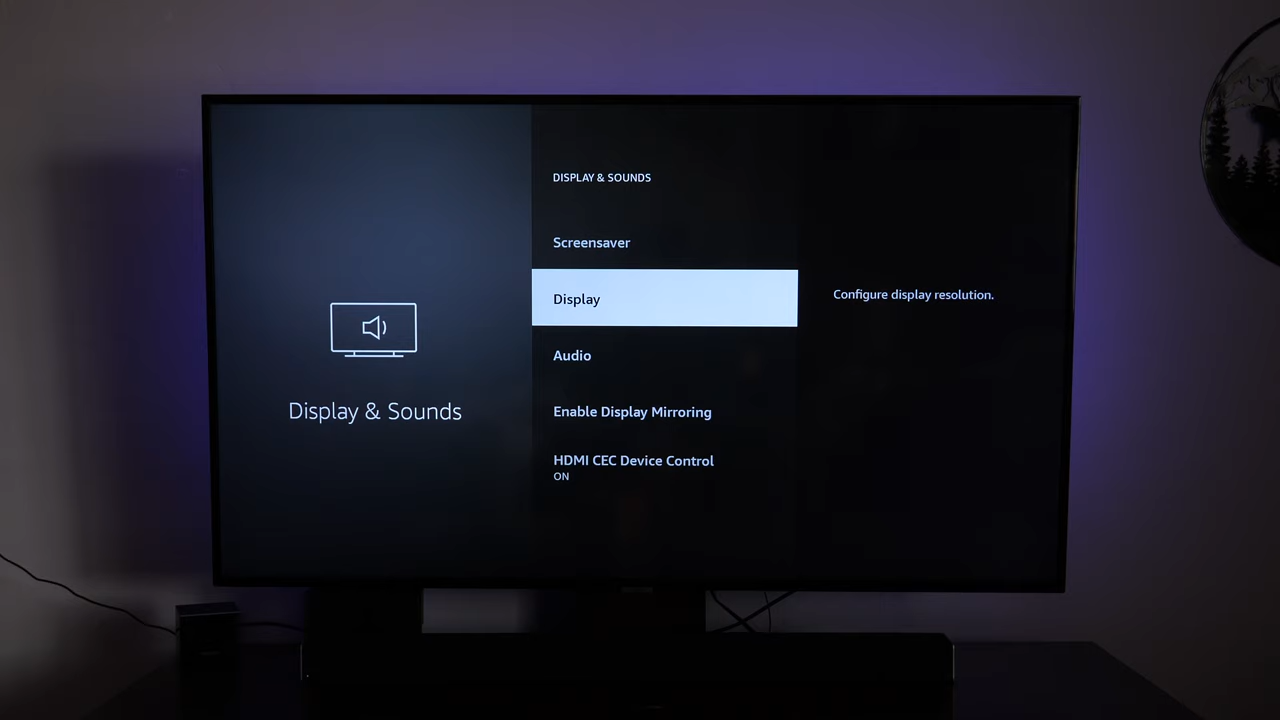 DISPLAY & SOUNDS
Screensaver
Display
Configure display resolution.
Audio
Enable Display Mirroring
HDMI CEC Device Control
ON
Display & Sounds